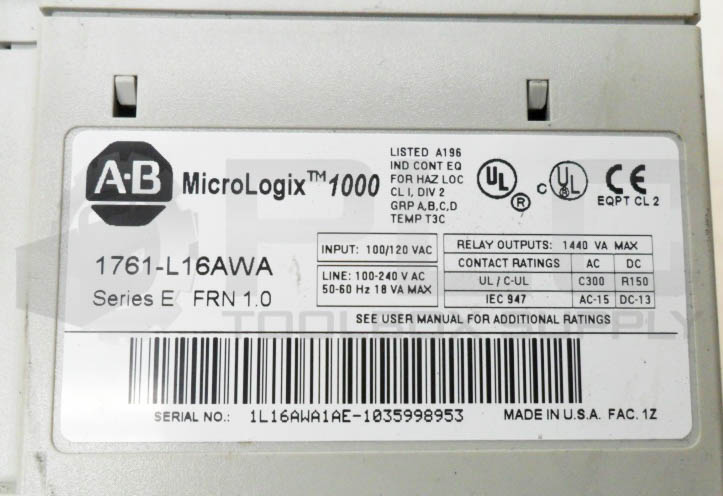 A·B
MicroLogix™1000
LISTED A196
IND CONT EQ
FOR HAZ LOC
CL I, DIV 2
GRP A,B,C,D
TEMP T3C
UL ®
C UL
CE
EQPT CL 2
1761-L16AWA
Series E FRN 1.0
INPUT: 100/120 VAC
LINE: 100-240 V AC
50-60 Hz 18 VA MAX
RELAY OUTPUTS: 1440 VA MAX
CONTACT RATINGS AC DC
UL / C-UL C300 R150
IEC 947 AC-15 DC-13
SEE USER MANUAL FOR ADDITIONAL RATINGS
SERIAL NO.: 1L16AWA1AE-1035998953
MADE IN U.S.A. FAC. 1Z
PLC
TOOLBOX SUPPLY